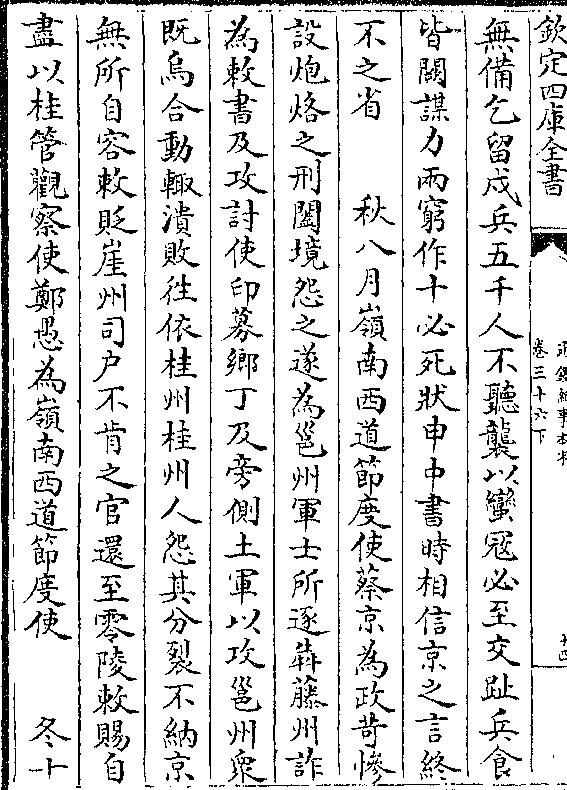 欽定四庫全書
通鑑紀事本末
卷三十六下
無備乞留戍兵五千人不聽襲以蠻冦必至交趾兵食
皆闕謀力兩窮作十必死狀申中書時相信京之言終
不之省　秋八月嶺南西道節度使蔡京為政苛慘
設炮烙之刑闔境怨之遂為邕州軍士所逐犇藤州詐
為敕書及攻討使印募鄉丁及旁側土軍以攻邕州衆
既烏合動輒潰敗徃依桂州桂州人怨其分裂不納京
無所自容敕貶崖州司户不肯之官還至零陵敕賜自
盡以桂管觀察使鄭愚為嶺南西道節度使　冬十